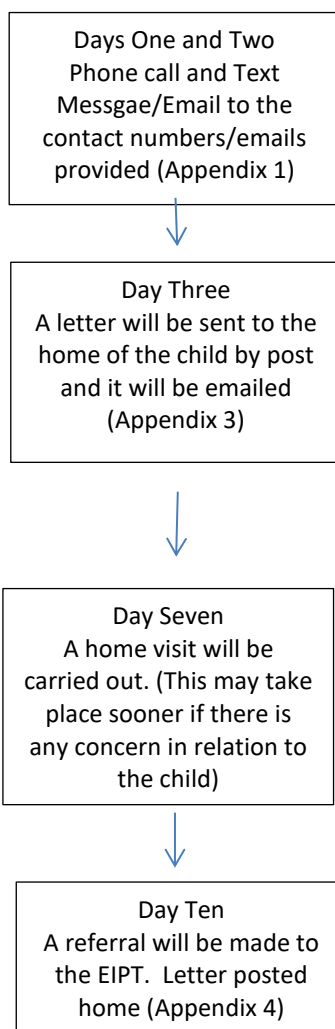 Days One and Two
Phone call and Text
Messgae/Email to the
contact numbers/emails
provided (Appendix 1)
Day Three
A letter will be sent to the
home of the child by post
and it will be emailed
(Appendix 3)
Day Seven
A home visit will be
carried out. (This may take
place sooner if there is
any concern in relation to
the child)
Day Ten
A referral will be made to
the EIPT.  Letter posted
home (Appendix 4)